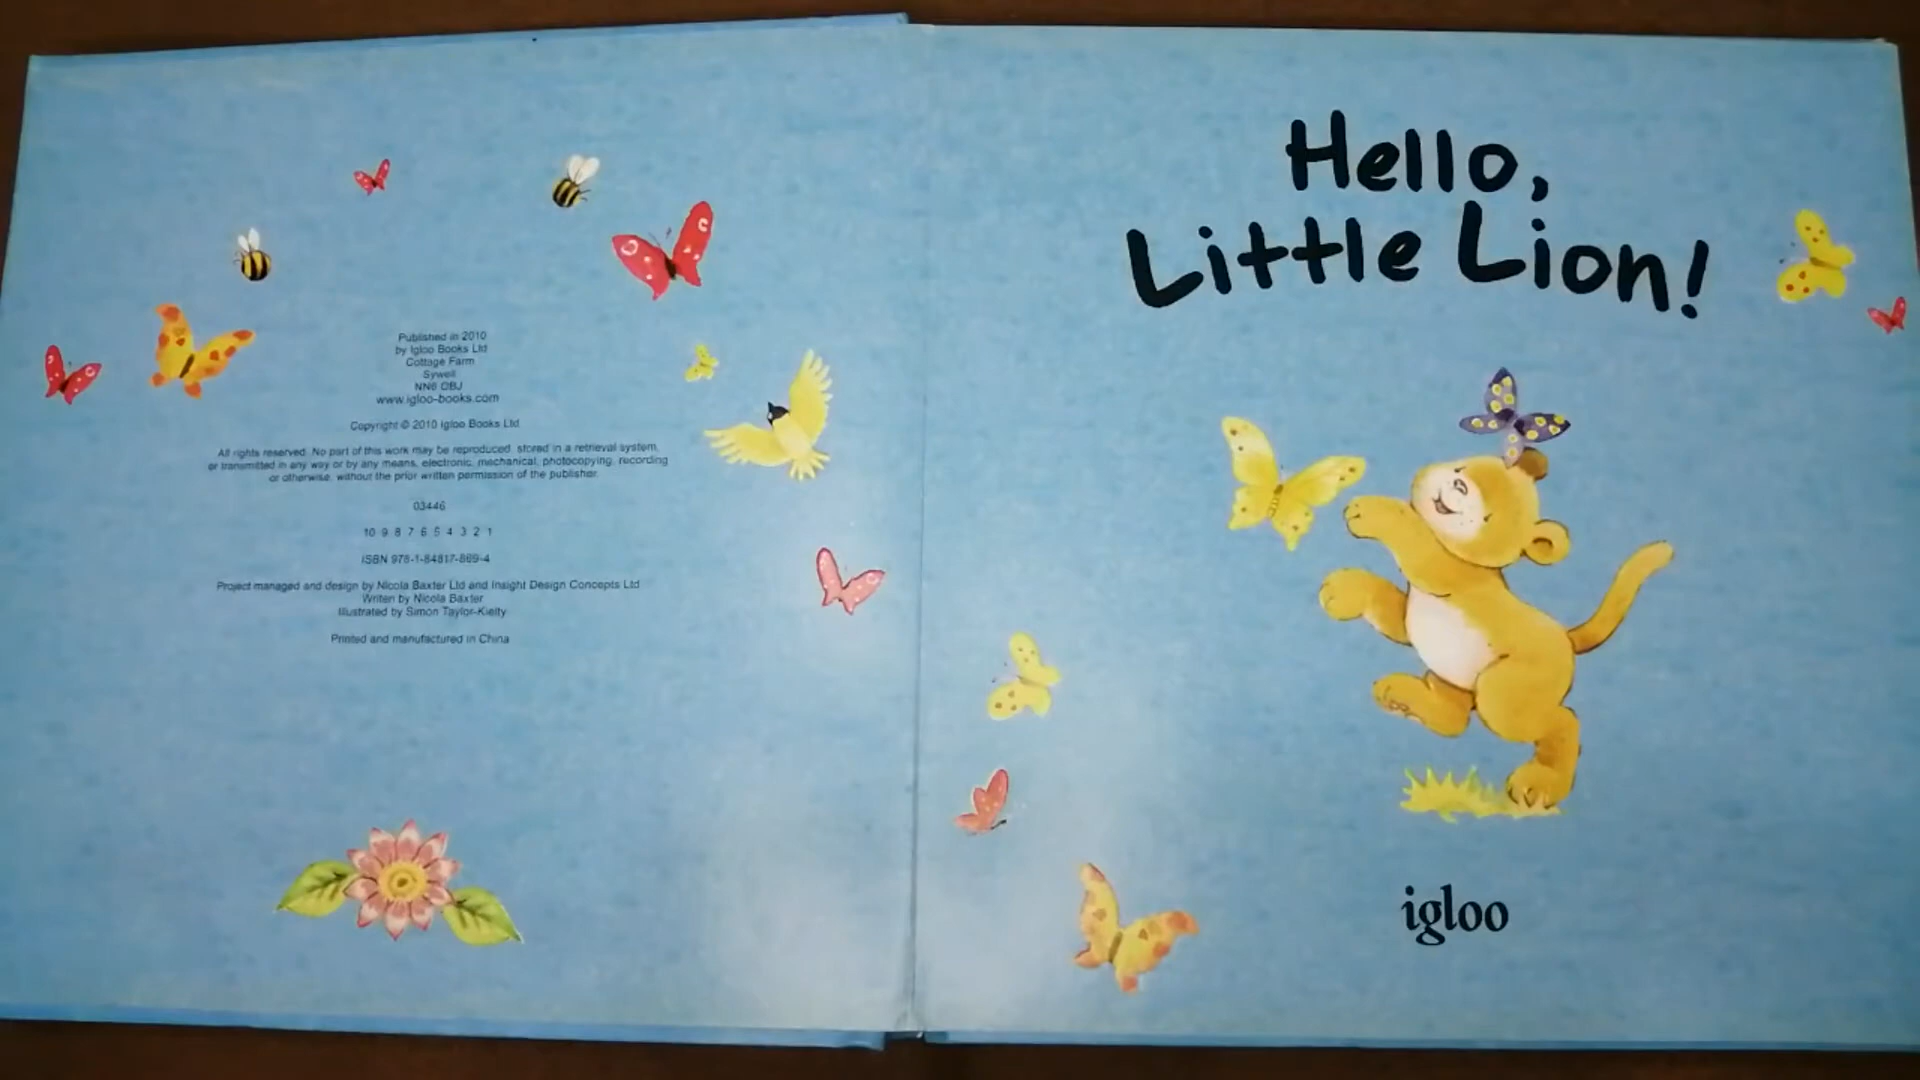 Published in 2010
by Igloo Books Ltd
Cottage Farm
Sywell
NN6 0BJ
www.igloo-books.com
Copyright © 2010 Igloo Books Ltd
All rights reserved. No part of this work may be reproduced, stored in a retrieval system,
or transmitted in any way or by any means, electronic, mechanical, photocopying, recording
or otherwise, without the prior written permission of the publisher.
03446
10 9 8 7 6 5 4 3 2 1
ISBN 978-1-84817-869-4
Project managed and design by Nicola Baxter Ltd and Insight Design Concepts Ltd
Writen by Nicola Baxter
Illustrated by Simon Taylor-Kielty
Printed and manufactured in China
Hello,
Little Lion!
igloo